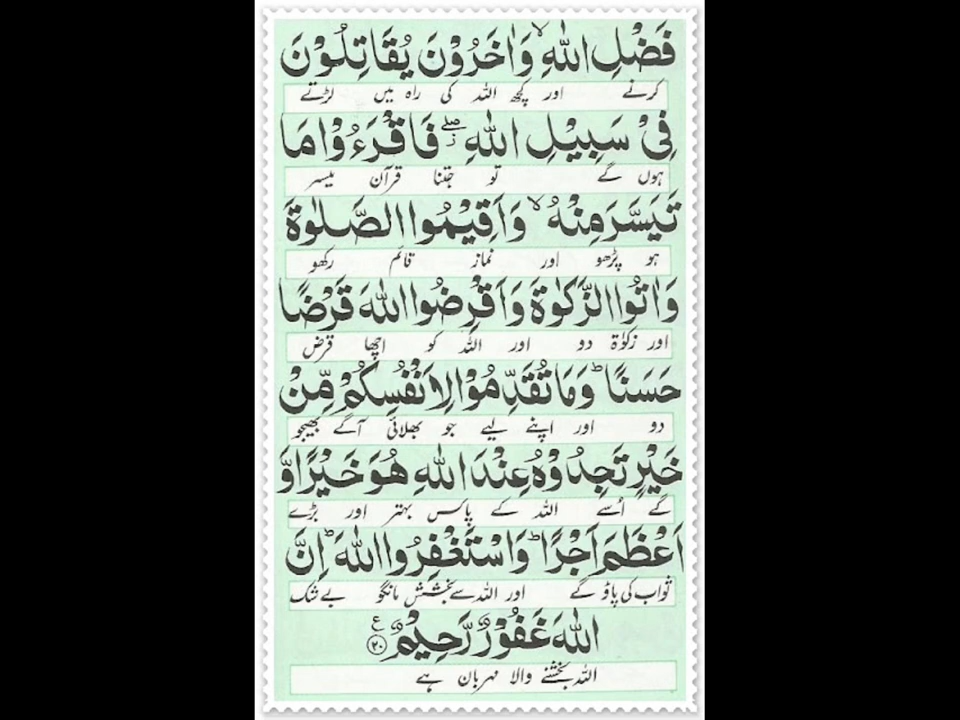 فَضْلِ اللّٰهِ ۙ وَاٰخَرُوْنَ يُقَاتِلُوْنَ
کرنے اور کچھ اللہ کی راہ میں لڑتے
فِىْ سَبِيْلِ اللّٰهِ ۖؗ فَاقْرَءُوْا مَا
ہوں گے تو جتنا قرآن میسر
تَيَسَّرَ مِنْهُ ۙ وَاَقِيْمُوا الصَّلٰوةَ
ہو پڑھو اور نماز قائم رکھو
وَاٰتُوا الزَّكٰوةَ وَاَقْرِضُوا اللّٰهَ قَرْضًا
اور زکوٰۃ دو اور اللہ کو اچھا قرض
حَسَنًا ؕ وَمَا تُقَدِّمُوْا لِاَنْفُسِكُمْ مِّنْ
دو اور اپنے لیے جو بھلائی آگے بھیجو
خَيْرٍ تَجِدُوْهُ عِنْدَ اللّٰهِ هُوَ خَيْرًا وَّ
گے اُسے اللہ کے پاس بہتر اور بڑے
اَعْظَمَ اَجْرًا ؕ وَاسْتَغْفِرُوا اللّٰهَ ؕ اِنَّ
ثواب کی پاؤ گے اور اللہ سے بخشش مانگو بے شک
اللّٰهَ غَفُوْرٌ رَّحِيْمٌ ﴿۲۰﴾ ع
اللہ بخشنے والا مہربان ہے